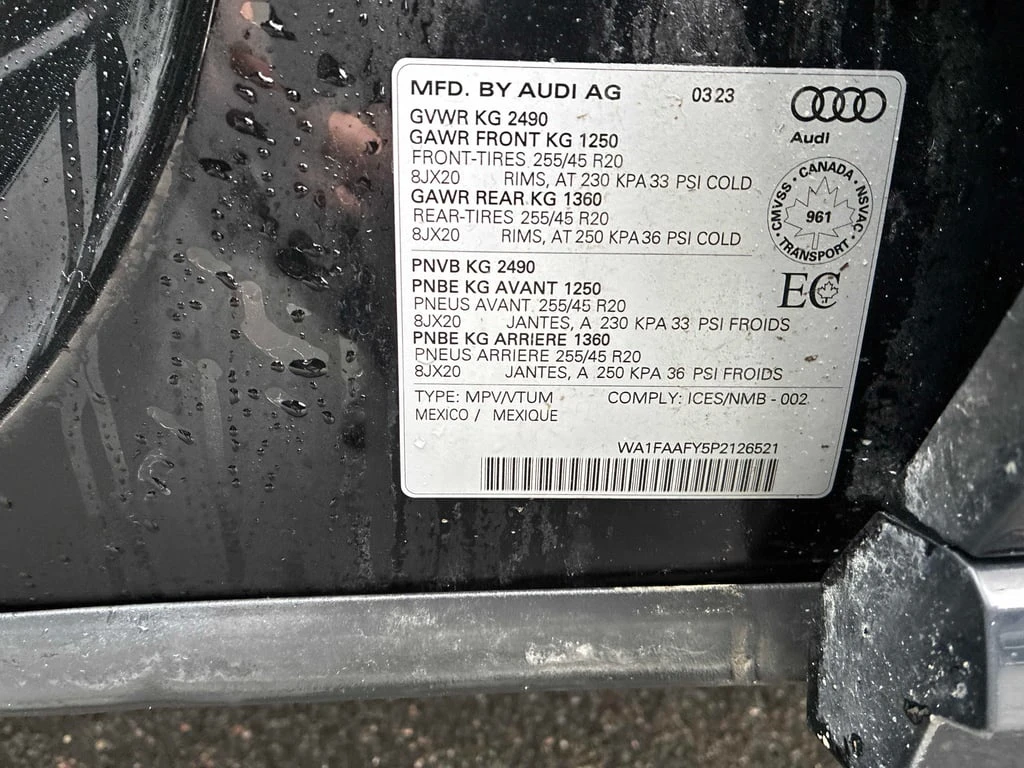 MFD. BY AUDI AG 0323
Audi
GVWR KG 2490
GAWR FRONT KG 1250
FRONT-TIRES 255/45 R20
8JX20 RIMS, AT 230 KPA 33 PSI COLD
GAWR REAR KG 1360
REAR-TIRES 255/45 R20
8JX20 RIMS, AT 250 KPA 36 PSI COLD
CMVSS • CANADA • NSVAC • TRANSPORT •
961
EC
PNVB KG 2490
PNBE KG AVANT 1250
PNEUS AVANT 255/45 R20
8JX20 JANTES, A 230 KPA 33 PSI FROIDS
PNBE KG ARRIERE 1360
PNEUS ARRIERE 255/45 R20
8JX20 JANTES, A 250 KPA 36 PSI FROIDS
TYPE: MPV/VTUM COMPLY: ICES/NMB - 002
MEXICO / MEXIQUE
WA1FAAFY5P2126521